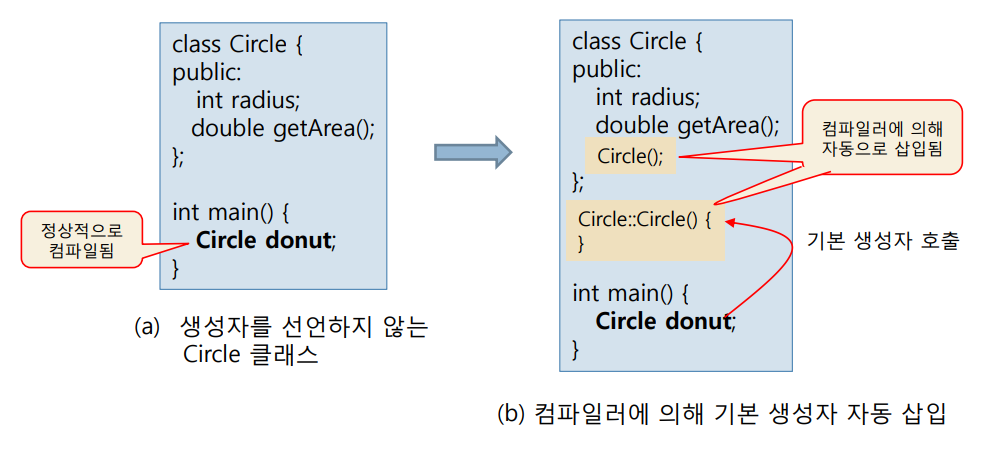 class Circle {
public:
int radius;
double getArea();
};
int main() {
Circle donut;
}
정상적으로
컴파일됨
(a) 생성자를 선언하지 않는
Circle 클래스
class Circle {
public:
int radius;
double getArea();
Circle();
};
Circle::Circle() {
}
int main() {
Circle donut;
}
컴파일러에 의해
자동으로 삽입됨
기본 생성자 호출
(b) 컴파일러에 의해 기본 생성자 자동 삽입